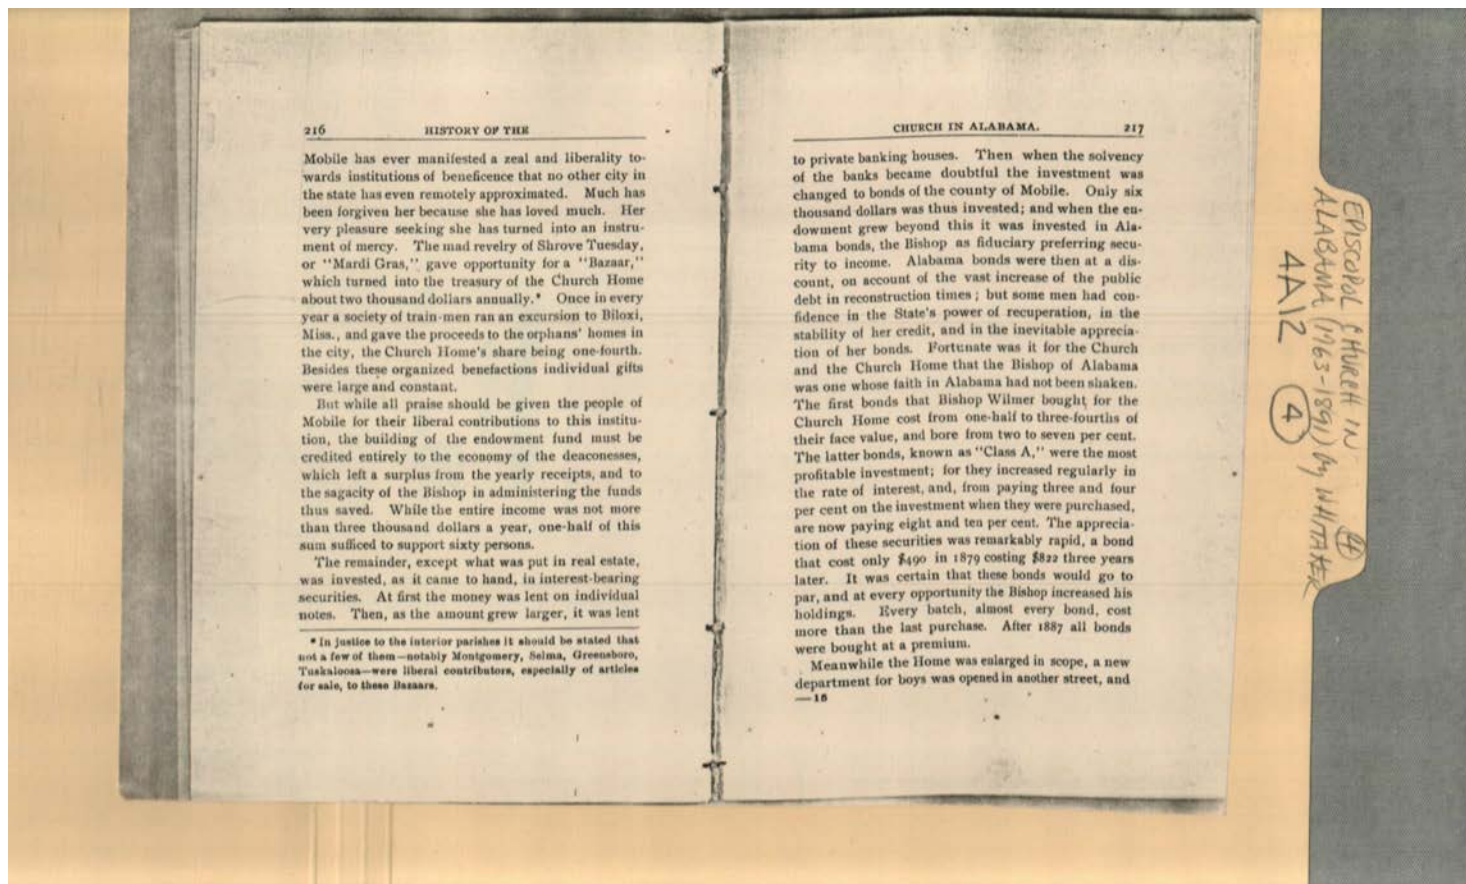 216 HISTORY OF THE
Mobile has ever manifested a zeal and liberality to-
wards institutions of beneficence that no other city in
the state has even remotely approximated. Much has
been forgiven her because she has loved much. Her
very pleasure seeking she has turned into an instru-
ment of mercy. The mad revelry of Shrove Tuesday,
or "Mardi Gras," gave opportunity for a "Bazaar,"
which turned into the treasury of the Church Home
about two thousand dollars annually.* Once in every
year a society of train-men ran an excursion to Biloxi,
Miss., and gave the proceeds to the orphans' homes in
the city, the Church Home's share being one-fourth.
Besides these organized benefactions individual gifts
were large and constant.
But while all praise should be given the people of
Mobile for their liberal contributions to this institu-
tion, the building of the endowment fund must be
credited entirely to the economy of the deaconesses,
which left a surplus from the yearly receipts, and to
the sagacity of the Bishop in administering the funds
thus saved. While the entire income was not more
than three thousand dollars a year, one-half of this
sum sufficed to support sixty persons.
The remainder, except what was put in real estate,
was invested, as it came to hand, in interest-bearing
securities. At first the money was lent on individual
notes. Then, as the amount grew larger, it was lent
* In justice to the interior parishes it should be stated that
not a few of them—notably Montgomery, Selma, Greensboro,
Tuskaloosa—were liberal contributors, especially of articles
for sale, to these Bazaars.
CHURCH IN ALABAMA. 217
to private banking houses. Then when the solvency
of the banks became doubtful the investment was
changed to bonds of the county of Mobile. Only six
thousand dollars was thus invested; and when the en-
dowment grew beyond this it was invested in Ala-
bama bonds, the Bishop as fiduciary preferring secu-
rity to income. Alabama bonds were then at a dis-
count, on account of the vast increase of the public
debt in reconstruction times; but some men had con-
fidence in the State's power of recuperation, in the
stability of her credit, and in the inevitable apprecia-
tion of her bonds. Fortunate was it for the Church
and the Church Home that the Bishop of Alabama
was one whose faith in Alabama had not been shaken.
The first bonds that Bishop Wilmer bought for the
Church Home cost from one-half to three-fourths of
their face value, and bore from two to seven per cent.
The latter bonds, known as "Class A," were the most
profitable investment; for they increased regularly in
the rate of interest, and, from paying three and four
per cent on the investment when they were purchased,
are now paying eight and ten per cent. The apprecia-
tion of these securities was remarkably rapid, a bond
that cost only $490 in 1879 costing $822 three years
later. It was certain that these bonds would go to
par, and at every opportunity the Bishop increased his
holdings. Every batch, almost every bond, cost
more than the last purchase. After 1887 all bonds
were bought at a premium.
Meanwhile the Home was enlarged in scope, a new
department for boys was opened in another street, and
—16
EPISCOPOL CHURCH IN
ALABAMA (1763-1891) by WHITAKER
4A12 4